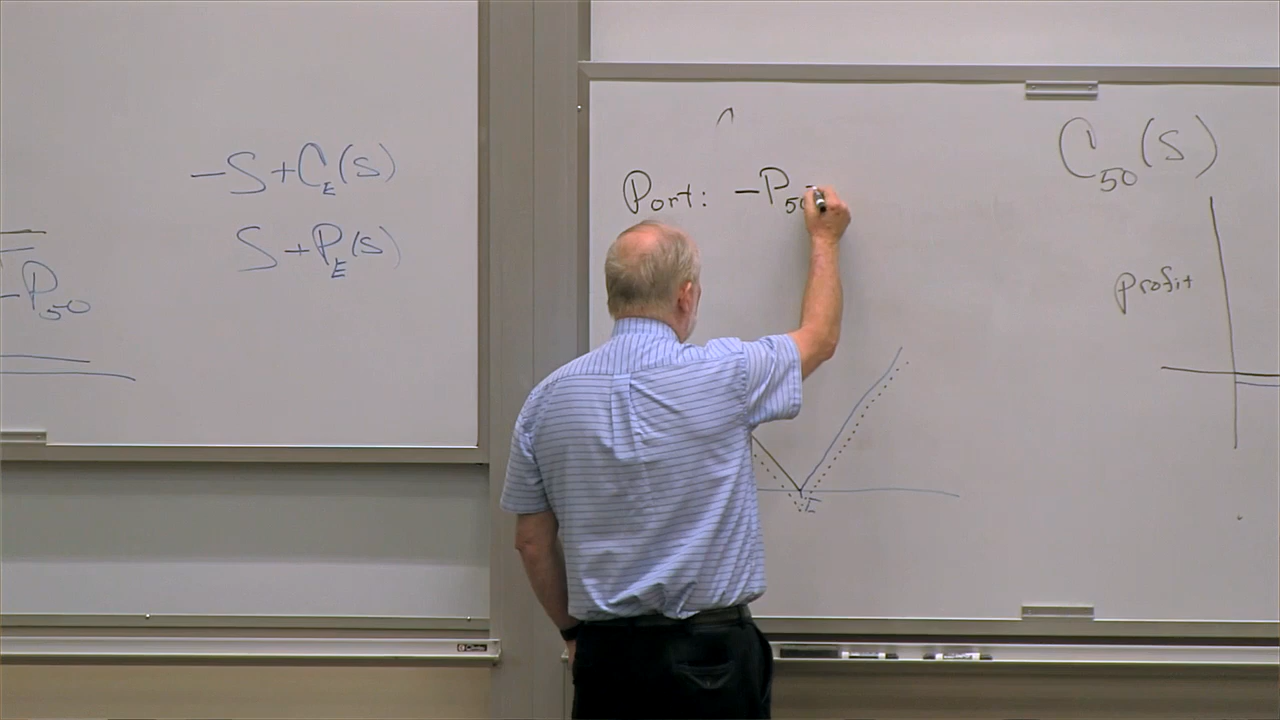 -S+C_E(S)
S+P_E(S)
-P_50
Port: -P_50
E
C_50(S)
profit